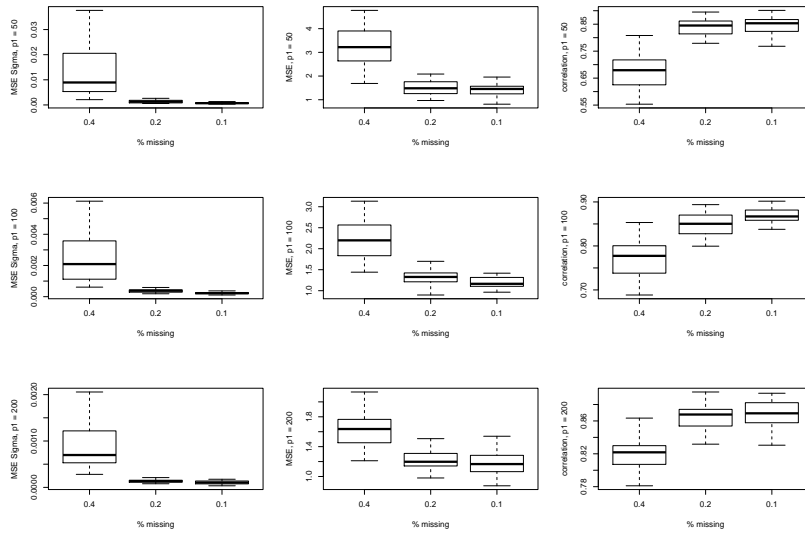 MSE Sigma, p1 = 50
0.00 0.01 0.03
0.4 0.2 0.1
% missing
MSE, p1 = 50
1 2 3 4
0.4 0.2 0.1
% missing
correlation, p1 = 50
0.55 0.65 0.75 0.85
0.4 0.2 0.1
% missing
MSE Sigma, p1 = 100
0.000 0.002 0.004 0.006
0.4 0.2 0.1
% missing
MSE, p1 = 100
1.0 1.5 2.0 2.5 3.0
0.4 0.2 0.1
% missing
correlation, p1 = 100
0.70 0.80 0.90
0.4 0.2 0.1
% missing
MSE Sigma, p1 = 200
0.0000 0.0010 0.0020
0.4 0.2 0.1
% missing
MSE, p1 = 200
1.0 1.4 1.8
0.4 0.2 0.1
% missing
correlation, p1 = 200
0.78 0.82 0.86
0.4 0.2 0.1
% missing